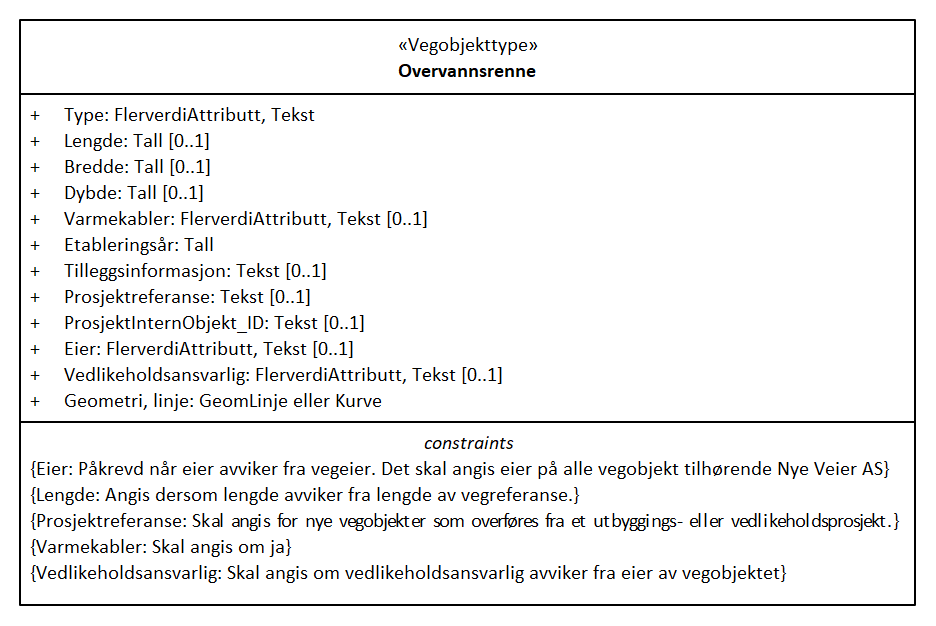 «Vegobjekttype»
Overvannsrenne
+ Type: FlerverdiAttributt, Tekst
+ Lengde: Tall [0..1]
+ Bredde: Tall [0..1]
+ Dybde: Tall [0..1]
+ Varmekabler: FlerverdiAttributt, Tekst [0..1]
+ Etableringsår: Tall
+ Tilleggsinformasjon: Tekst [0..1]
+ Prosjektreferanse: Tekst [0..1]
+ ProsjektInternObjekt_ID: Tekst [0..1]
+ Eier: FlerverdiAttributt, Tekst [0..1]
+ Vedlikeholdsansvarlig: FlerverdiAttributt, Tekst [0..1]
+ Geometri, linje: GeomLinje eller Kurve
constraints
{Eier: Påkrevd når eier avviker fra vegeier. Det skal angis eier på alle vegobjekt tilhørende Nye Veier AS}
{Lengde: Angis dersom lengde avviker fra lengde av vegreferanse.}
{Prosjektreferanse: Skal angis for nye vegobjekter som overføres fra et utbyggings- eller vedlikeholdsprosjekt.}
{Varmekabler: Skal angis om ja}
{Vedlikeholdsansvarlig: Skal angis om vedlikeholdsansvarlig avviker fra eier av vegobjektet}